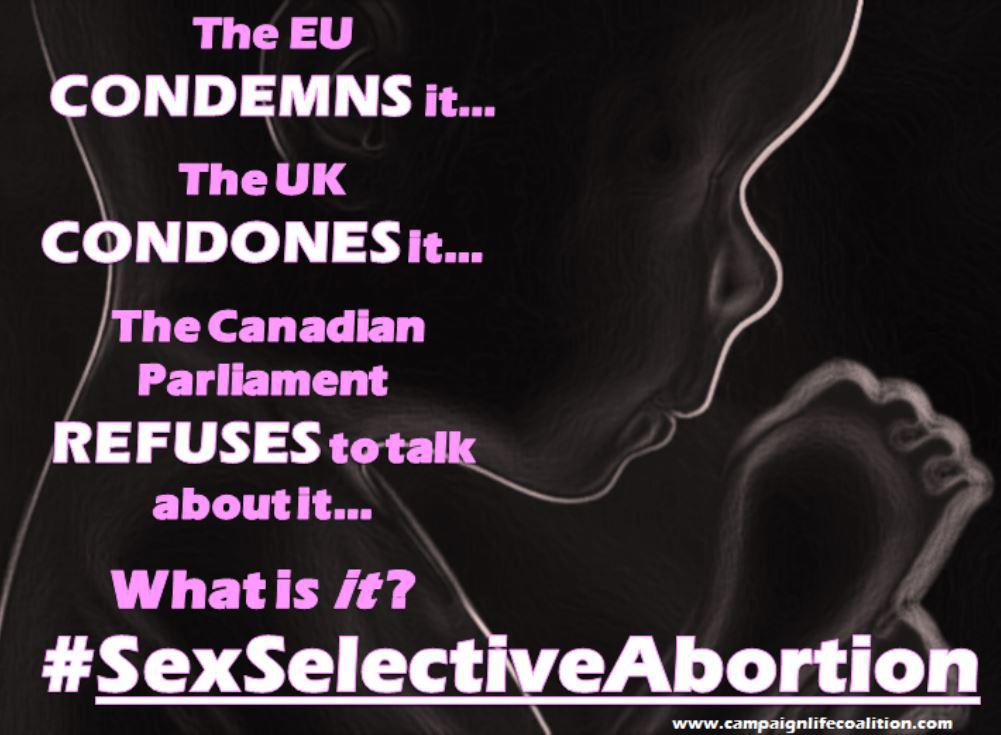 The EU
CONDEMNS it...
The UK
CONDONES it...
The Canadian
Parliament
REFUSES to talk
about it...
What is it?
#SexSelectiveAbortion
www.campaignlifecoalition.com